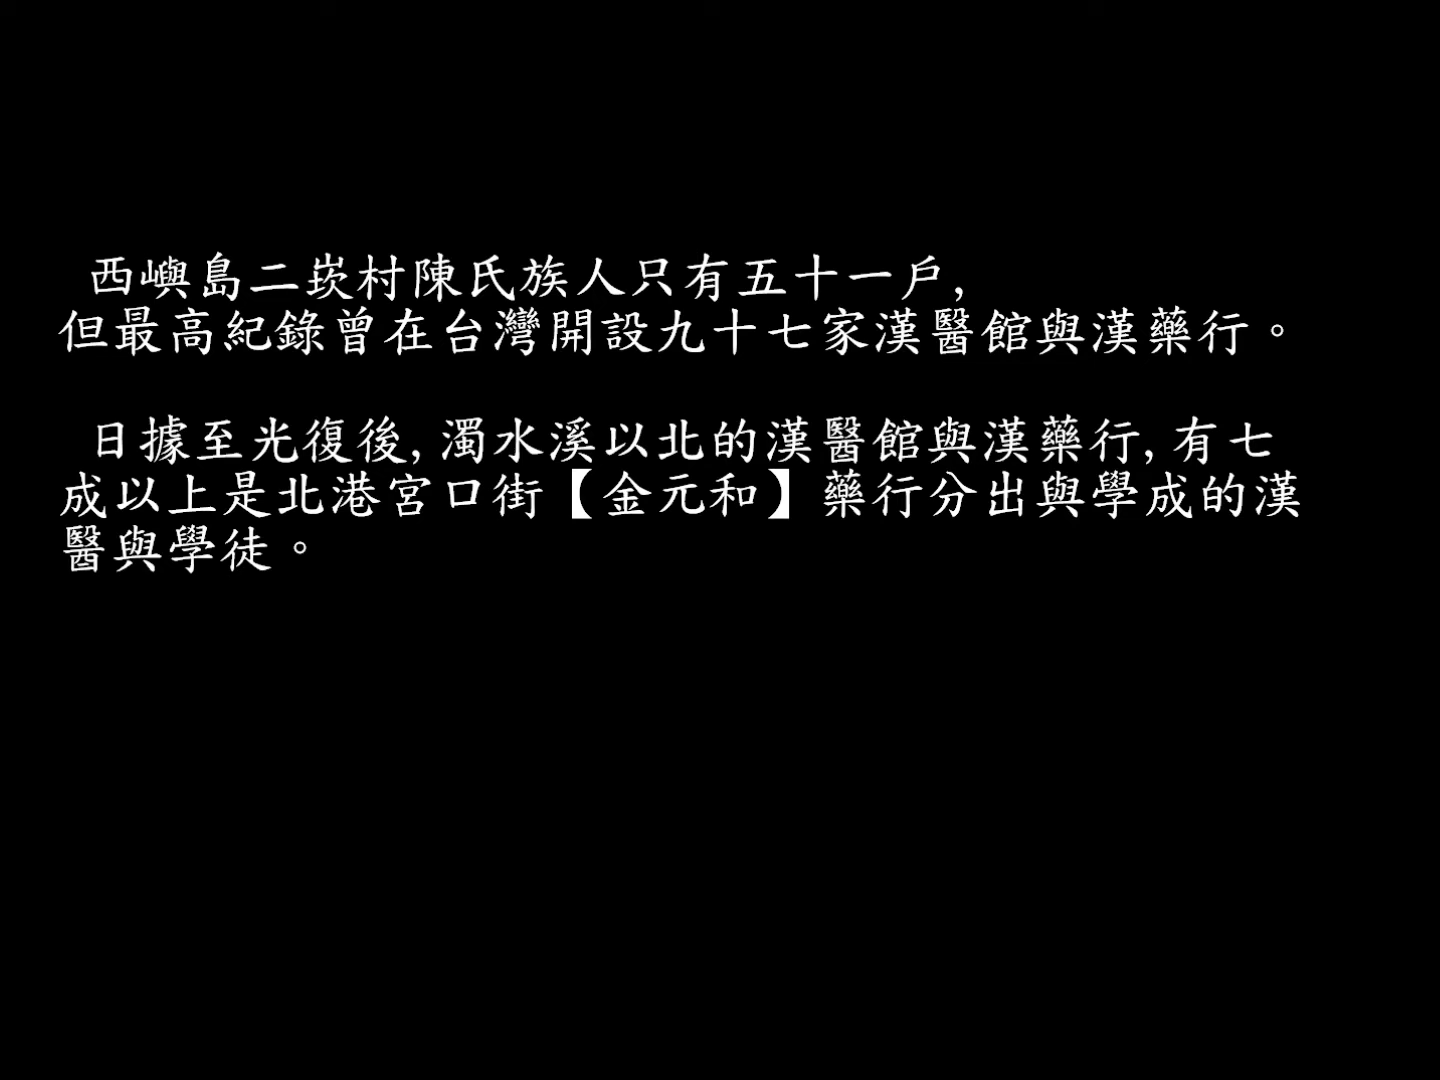 西嶼島二崁村陳氏族人只有五十一戶,
但最高紀錄曾在台灣開設九十七家漢醫館與漢藥行。
日據至光復後,濁水溪以北的漢醫館與漢藥行,有七
成以上是北港宮口街【金元和】藥行分出與學成的漢
醫與學徒。